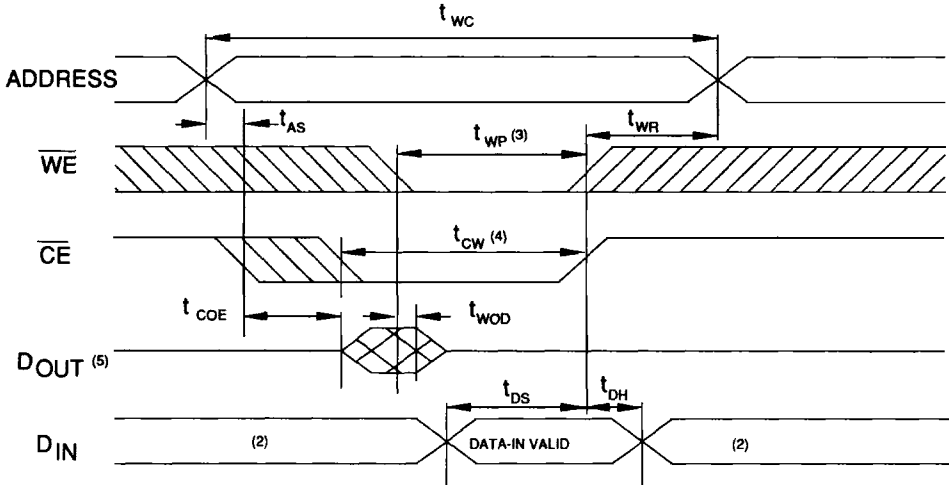 t WC
ADDRESS
t AS
t WP (3)
t WR
WE
t CW (4)
CE
t COE
t WOD
D OUT (5)
t DS
t DH
D IN
(2)
DATA-IN VALID
(2)